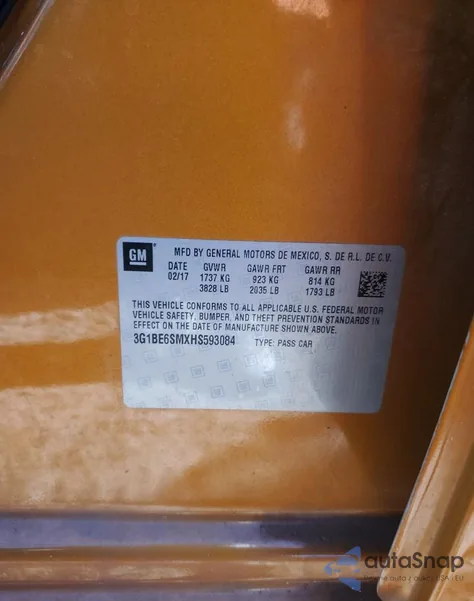 GM
MFD BY GENERAL MOTORS DE MEXICO, S. DE R.L. DE C.V.
DATE GVWR GAWR FRT GAWR RR
02/17 1737 KG 923 KG 814 KG
3828 LB 2035 LB 1793 LB
THIS VEHICLE CONFORMS TO ALL APPLICABLE U.S. FEDERAL MOTOR
VEHICLE SAFETY, BUMPER, AND THEFT PREVENTION STANDARDS IN
EFFECT ON THE DATE OF MANUFACTURE SHOWN ABOVE.
3G1BE6SMXHS593084 TYPE: PASS CAR
autaSnap